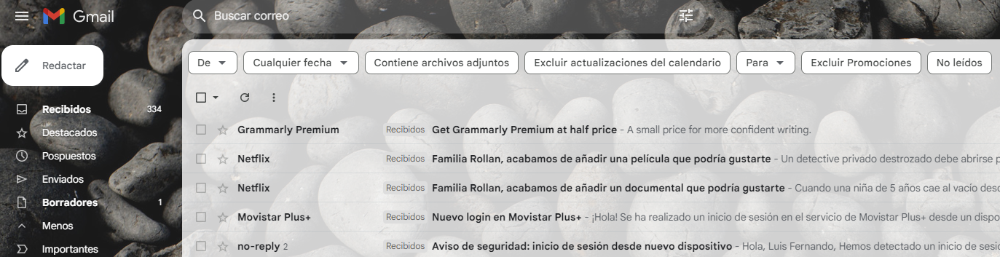 Gmail
Buscar correo
Redactar
Recibidos 334
Destacados
Pospuestos
Enviados
Borradores 1
Menos
Importantes
De Cualquier fecha Contiene archivos adjuntos Excluir actualizaciones del calendario Para Excluir Promociones No leídos
Grammarly Premium Recibidos Get Grammarly Premium at half price - A small price for more confident writing.
Netflix Recibidos Familia Rollan, acabamos de añadir una película que podría gustarte - Un detective privado destrozado debe abrirse p
Netflix Recibidos Familia Rollan, acabamos de añadir un documental que podría gustarte - Cuando una niña de 5 años cae al vacío desc
Movistar Plus+ Recibidos Nuevo login en Movistar Plus+ - ¡Hola! Se ha realizado un inicio de sesión en el servicio de Movistar Plus+ desde un dispo
no-reply 2 Recibidos Aviso de seguridad: inicio de sesión desde nuevo dispositivo - Hola, Luis Fernando, Hemos detectado un inicio de sesi